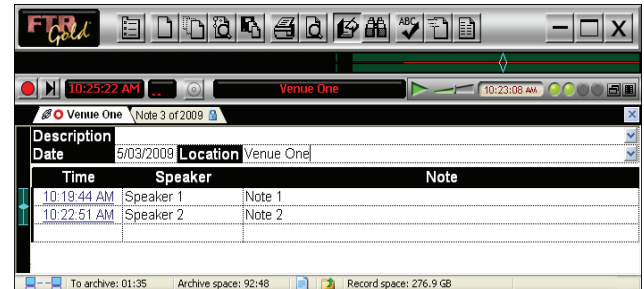 FTR
Gold
ABC
10:25:22 AM
Venue One
10:23:08 AM
Venue One
Note 3 of 2009
Description
Date 5/03/2009 Location Venue One
Time Speaker Note
10:19:44 AM Speaker 1 Note 1
10:22:51 AM Speaker 2 Note 2
To archive: 01:35 Archive space: 92:48 Record space: 276.9 GB